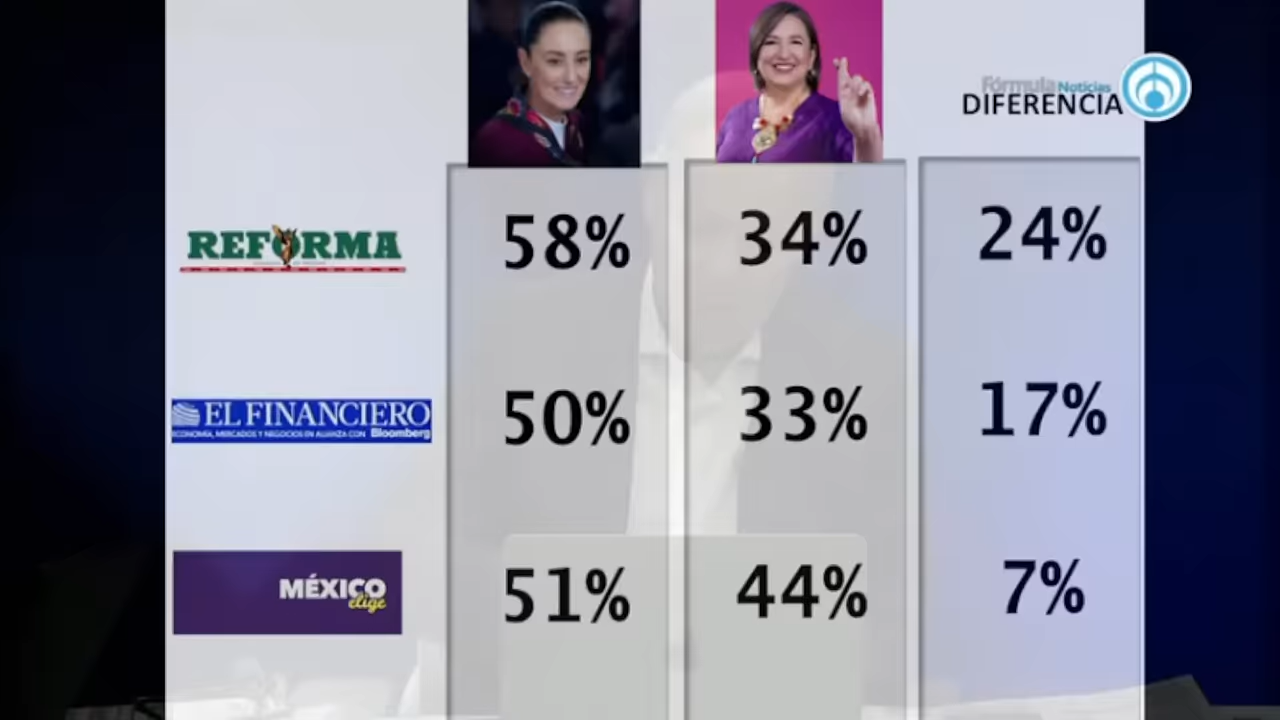 Fórmula Noticias
DIFERENCIA
REFORMA
58% 34% 24%
EL FINANCIERO
ECONOMÍA, MERCADOS Y NEGOCIOS EN ALIANZA CON Bloomberg
50% 33% 17%
MÉXICO
elige
51% 44% 7%